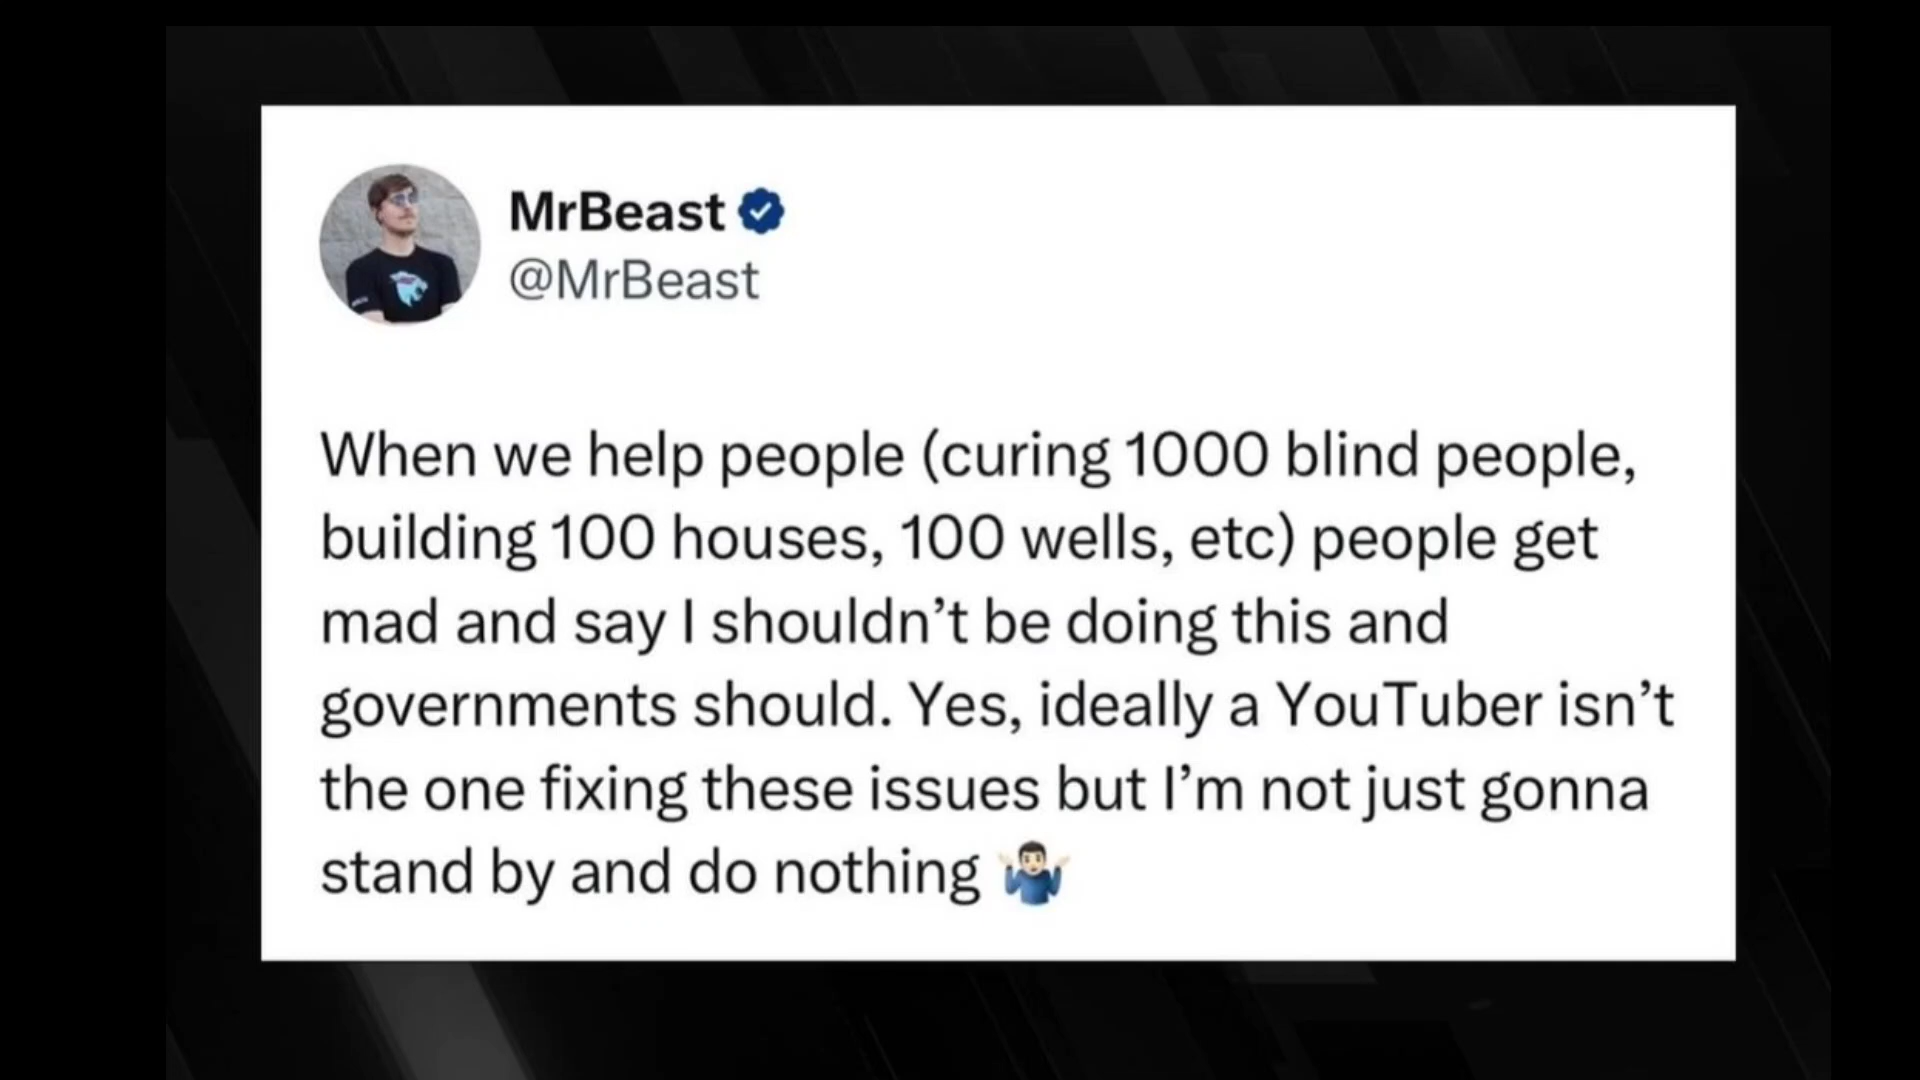 MrBeast
@MrBeast
When we help people (curing 1000 blind people,
building 100 houses, 100 wells, etc) people get
mad and say I shouldn’t be doing this and
governments should. Yes, ideally a YouTuber isn’t
the one fixing these issues but I’m not just gonna
stand by and do nothing 🤷🏻‍♂️